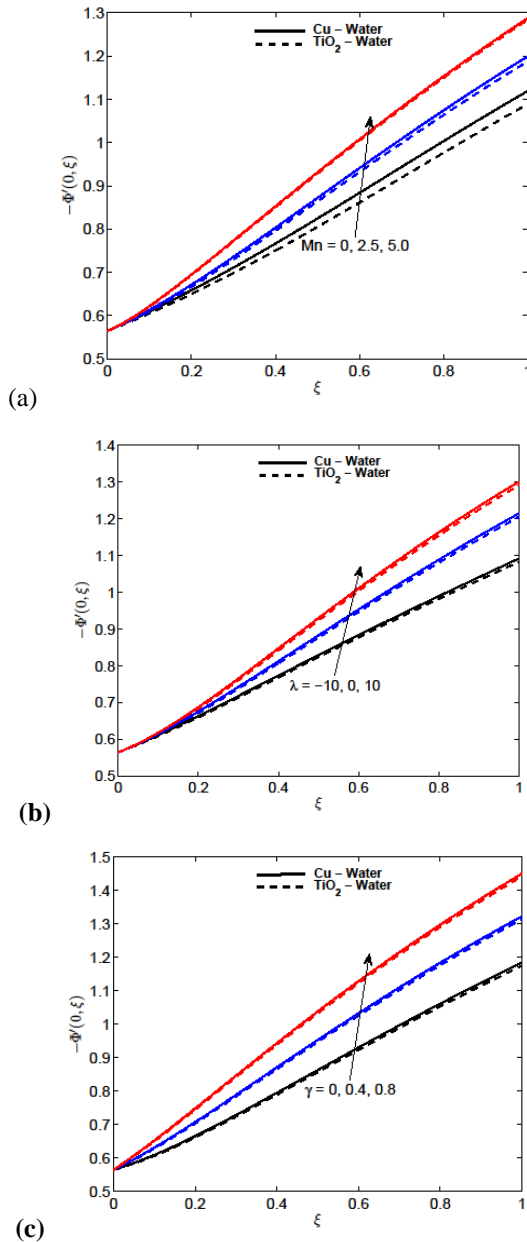 Cu – Water
TiO2 – Water
1.3
1.2
1.1
1
0.9
0.8
0.7
0.6
0.5
−Φ′(0, ξ)
Mn = 0, 2.5, 5.0
0 0.2 0.4 0.6 0.8 1
ξ
(a)
Cu – Water
TiO2 – Water
1.4
1.3
1.2
1.1
1
0.9
0.8
0.7
0.6
0.5
−Φ′(0, ξ)
λ = −10, 0, 10
0 0.2 0.4 0.6 0.8 1
ξ
(b)
Cu – Water
TiO2 – Water
1.5
1.4
1.3
1.2
1.1
1
0.9
0.8
0.7
0.6
0.5
−Φ′(0, ξ)
γ = 0, 0.4, 0.8
0 0.2 0.4 0.6 0.8 1
ξ
(c)